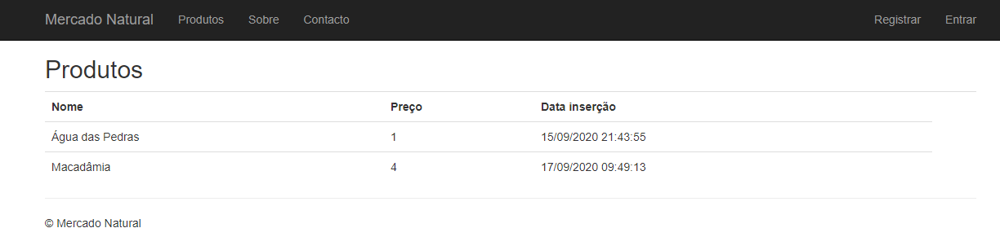 Mercado Natural Produtos Sobre Contacto Registrar Entrar
Produtos
Nome Preço Data inserção
Água das Pedras 1 15/09/2020 21:43:55
Macadâmia 4 17/09/2020 09:49:13
© Mercado Natural